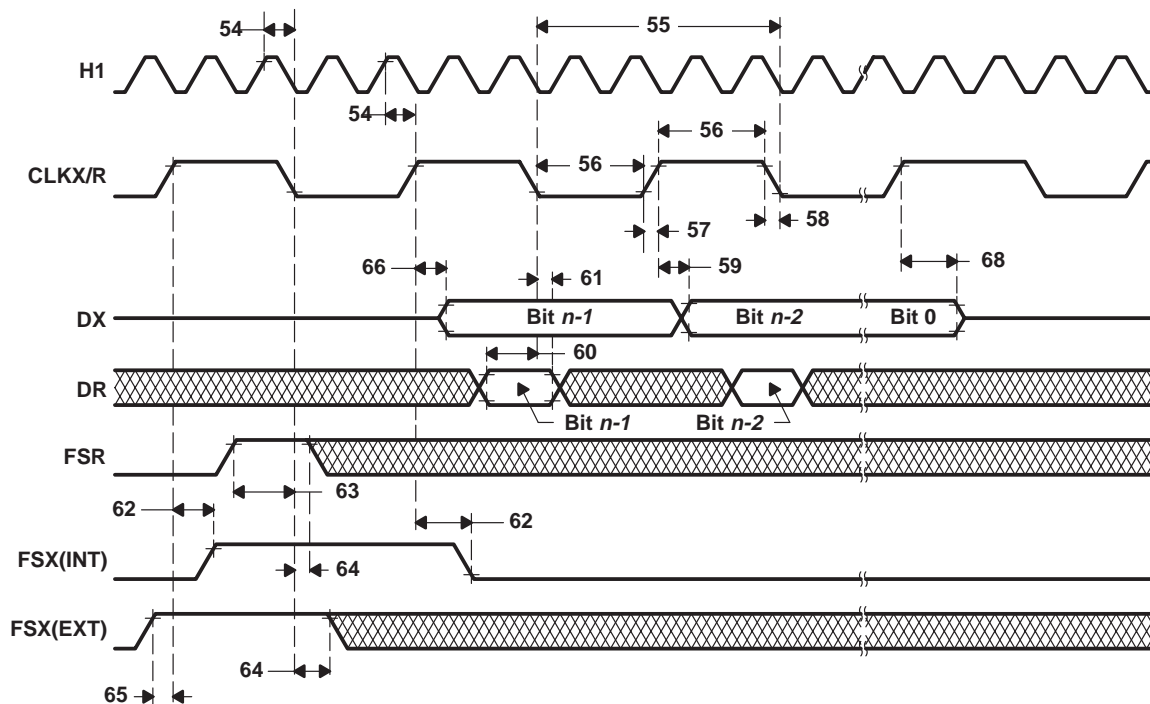 54
55
H1
54
56
56
CLKX/R
57
58
66
61
59
68
DX
Bit n-1
Bit n-2
Bit 0
60
DR
Bit n-1
Bit n-2
FSR
63
62
62
FSX(INT)
64
FSX(EXT)
64
65